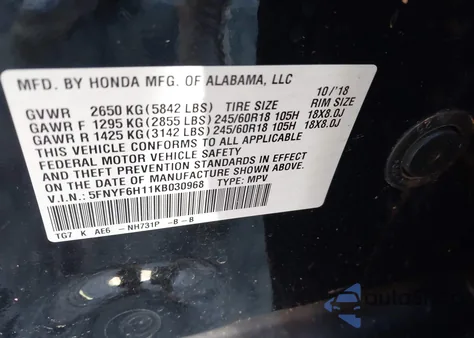 MFD. BY HONDA MFG. OF ALABAMA, LLC 10/'18
GVWR 2650 KG (5842 LBS) TIRE SIZE RIM SIZE
GAWR F 1295 KG (2855 LBS) 245/60R18 105H 18X8.0J
GAWR R 1425 KG (3142 LBS) 245/60R18 105H 18X8.0J
THIS VEHICLE CONFORMS TO ALL APPLICABLE
FEDERAL MOTOR VEHICLE SAFETY
AND THEFT PREVENTION STANDARDS IN EFFECT
ON THE DATE OF MANUFACTURE SHOWN ABOVE.
V.I.N.: 5FNYF6H11KB030968 TYPE: MPV
TG7 K AE6 -NH731P -B -B